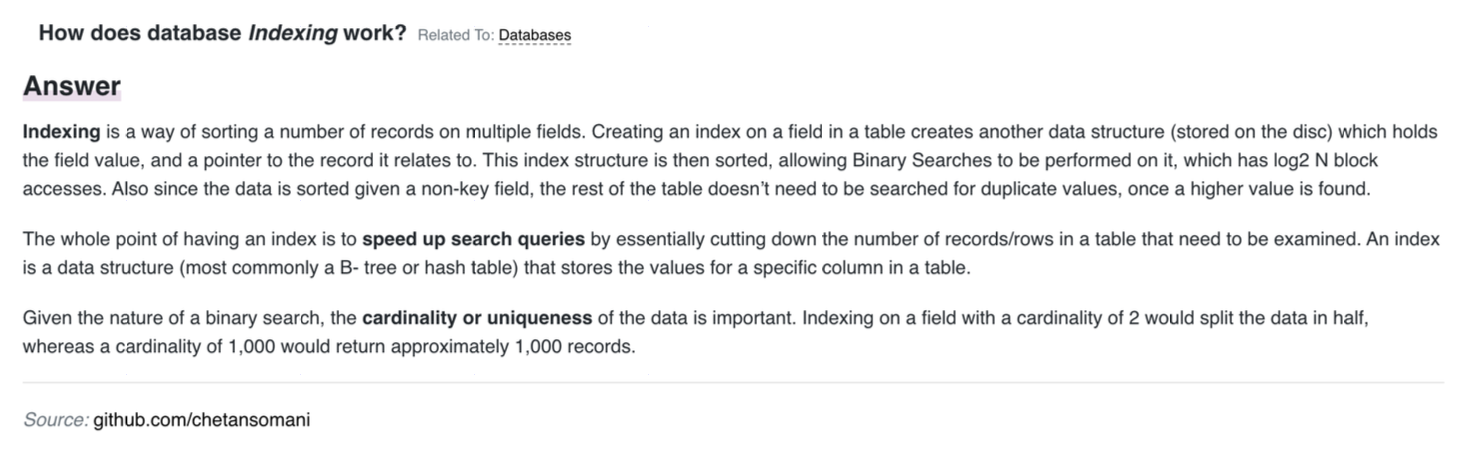 How does database Indexing work? Related To: Databases
Answer
Indexing is a way of sorting a number of records on multiple fields. Creating an index on a field in a table creates another data structure (stored on the disc) which holds
the field value, and a pointer to the record it relates to. This index structure is then sorted, allowing Binary Searches to be performed on it, which has log2 N block
accesses. Also since the data is sorted given a non-key field, the rest of the table doesn't need to be searched for duplicate values, once a higher value is found.
The whole point of having an index is to speed up search queries by essentially cutting down the number of records/rows in a table that need to be examined. An index
is a data structure (most commonly a B- tree or hash table) that stores the values for a specific column in a table.
Given the nature of a binary search, the cardinality or uniqueness of the data is important. Indexing on a field with a cardinality of 2 would split the data in half,
whereas a cardinality of 1,000 would return approximately 1,000 records.
Source: github.com/chetansomani